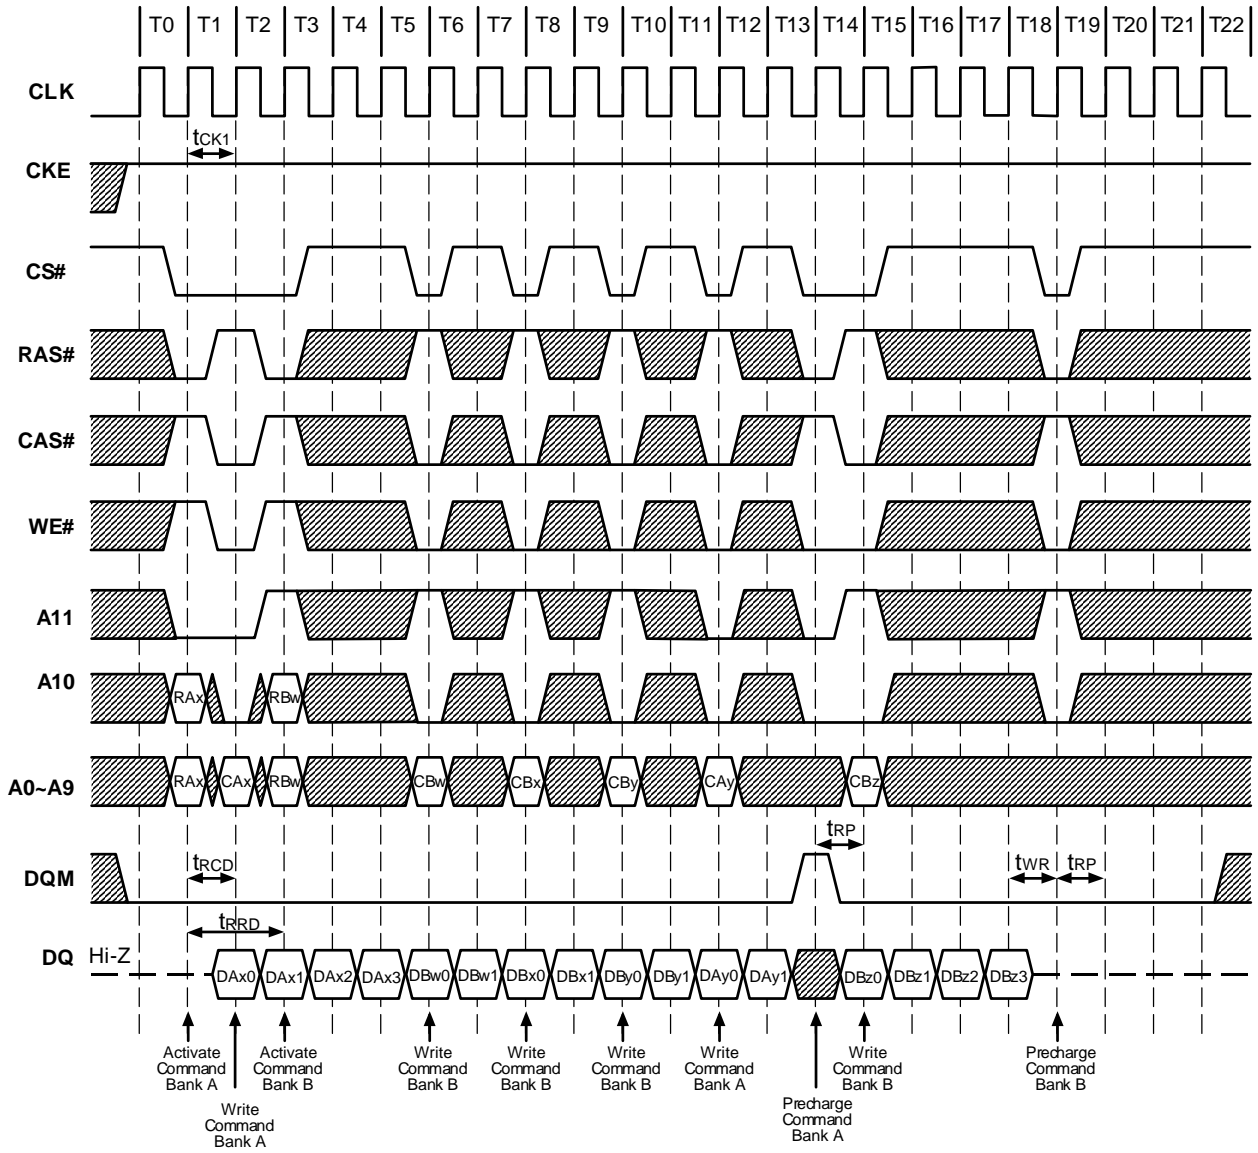 T0 T1 T2 T3 T4 T5 T6 T7 T8 T9 T10 T11 T12 T13 T14 T15 T16 T17 T18 T19 T20 T21 T22
CLK
tCK1
CKE
CS#
RAS#
CAS#
WE#
A11
A10
RAx RBw
A0~A9
RAx CAx RBw CBw CBx CBy CAy CBz
tRP
DQM
tRCD tWR tRP
tRRD
DQ Hi-Z
DAx0 DAx1 DAx2 DAx3 DBw0 DBw1 DBx0 DBx1 DBy0 DBy1 DAy0 DAy1 DBz0 DBz1 DBz2 DBz3
Activate
Command
Bank A
Write
Command
Bank A
Activate
Command
Bank B
Write
Command
Bank B
Write
Command
Bank B
Write
Command
Bank B
Write
Command
Bank A
Precharge
Command
Bank A
Write
Command
Bank B
Precharge
Command
Bank B